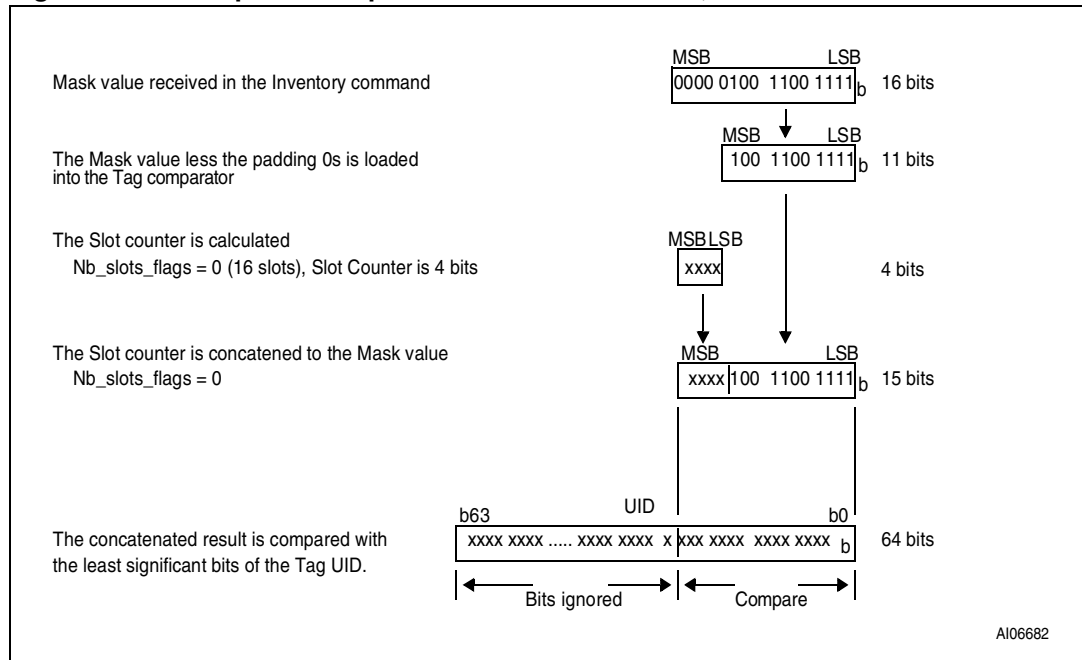 MSB LSB
Mask value received in the Inventory command 0000 0100 1100 1111 b 16 bits
MSB LSB
The Mask value less the padding 0s is loaded
into the Tag comparator
100 1100 1111 b 11 bits
The Slot counter is calculated
MSB LSB
Nb_slots_flags = 0 (16 slots), Slot Counter is 4 bits xxxx 4 bits
The Slot counter is concatened to the Mask value
MSB LSB
Nb_slots_flags = 0 xxxx 100 1100 1111 b 15 bits
UID
b63 b0
The concatenated result is compared with
the least significant bits of the Tag UID.
xxxx xxxx ..... xxxx xxxx x xxx xxxx xxxx xxxx b 64 bits
Bits ignored Compare
AI06682